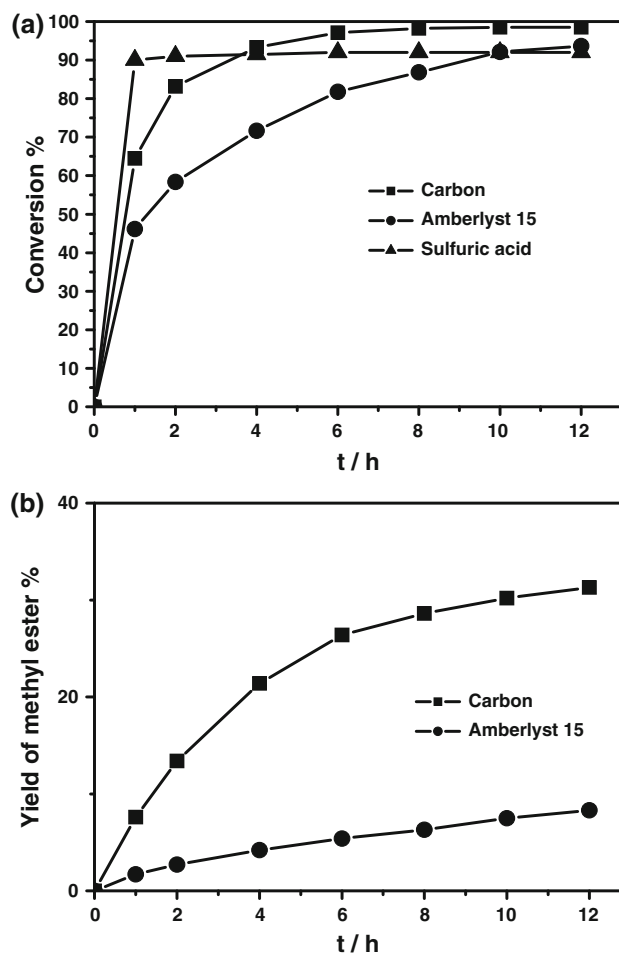 (a)
100
90
80
70
60
50
40
30
20
10
0
Conversion %
Carbon
Amberlyst 15
Sulfuric acid
0 2 4 6 8 10 12
t / h
(b)
40
20
0
Yield of methyl ester %
Carbon
Amberlyst 15
0 2 4 6 8 10 12
t / h